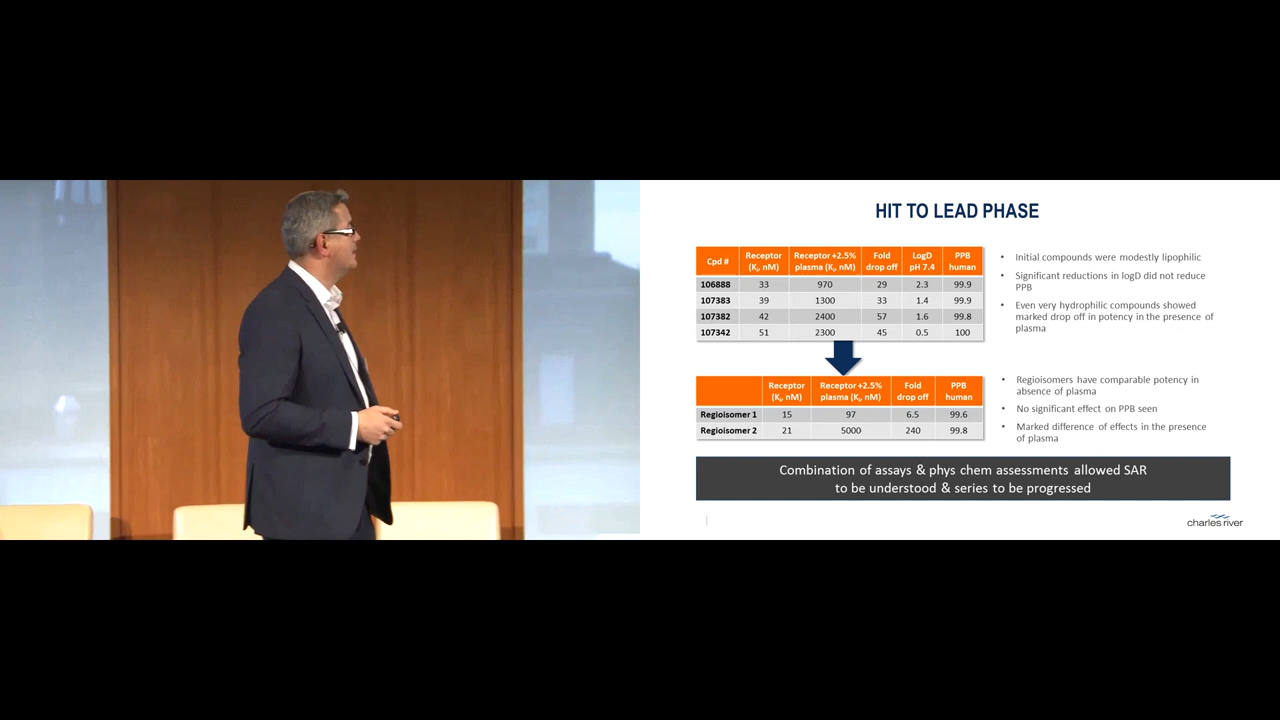 HIT TO LEAD PHASE
Cpd # Receptor (Ki, nM) Receptor +2.5% plasma (Ki, nM) Fold drop off LogD pH 7.4 PPB human
106888 33 970 29 2.3 99.9
107383 39 1300 33 1.4 99.9
107382 42 2400 57 1.6 99.8
107342 51 2300 45 0.5 100
• Initial compounds were modestly lipophilic
• Significant reductions in logD did not reduce
PPB
• Even very hydrophilic compounds showed
marked drop off in potency in the presence of
plasma
Receptor (Ki, nM) Receptor +2.5% plasma (Ki, nM) Fold drop off PPB human
Regioisomer 1 15 97 6.5 99.6
Regioisomer 2 21 5000 240 99.8
• Regioisomers have comparable potency in
absence of plasma
• No significant effect on PPB seen
• Marked difference of effects in the presence
of plasma
Combination of assays & phys chem assessments allowed SAR
to be understood & series to be progressed
charles river